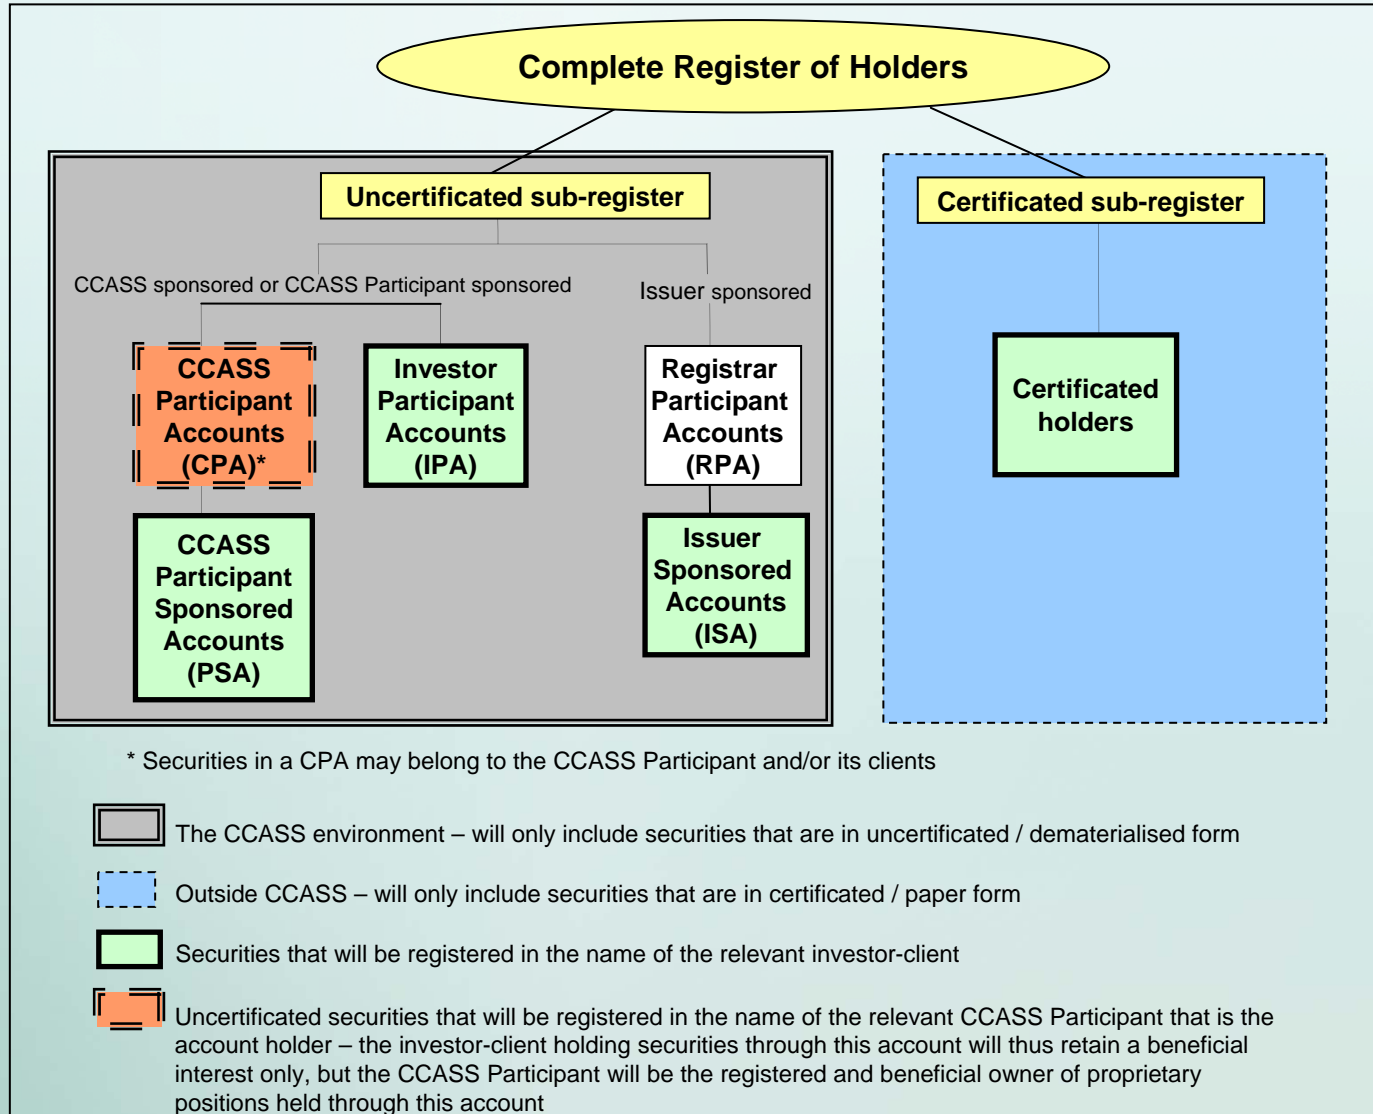 Complete Register of Holders
Uncertificated sub-register
Certificated sub-register
CCASS sponsored or CCASS Participant sponsored
Issuer sponsored
CCASS
Participant
Accounts
(CPA)*
Investor
Participant
Accounts
(IPA)
Registrar
Participant
Accounts
(RPA)
Certificated
holders
CCASS
Participant
Sponsored
Accounts
(PSA)
Issuer
Sponsored
Accounts
(ISA)
* Securities in a CPA may belong to the CCASS Participant and/or its clients
The CCASS environment – will only include securities that are in uncertificated / dematerialised form
Outside CCASS – will only include securities that are in certificated / paper form
Securities that will be registered in the name of the relevant investor-client
Uncertificated securities that will be registered in the name of the relevant CCASS Participant that is the
account holder – the investor-client holding securities through this account will thus retain a beneficial
interest only, but the CCASS Participant will be the registered and beneficial owner of proprietary
positions held through this account